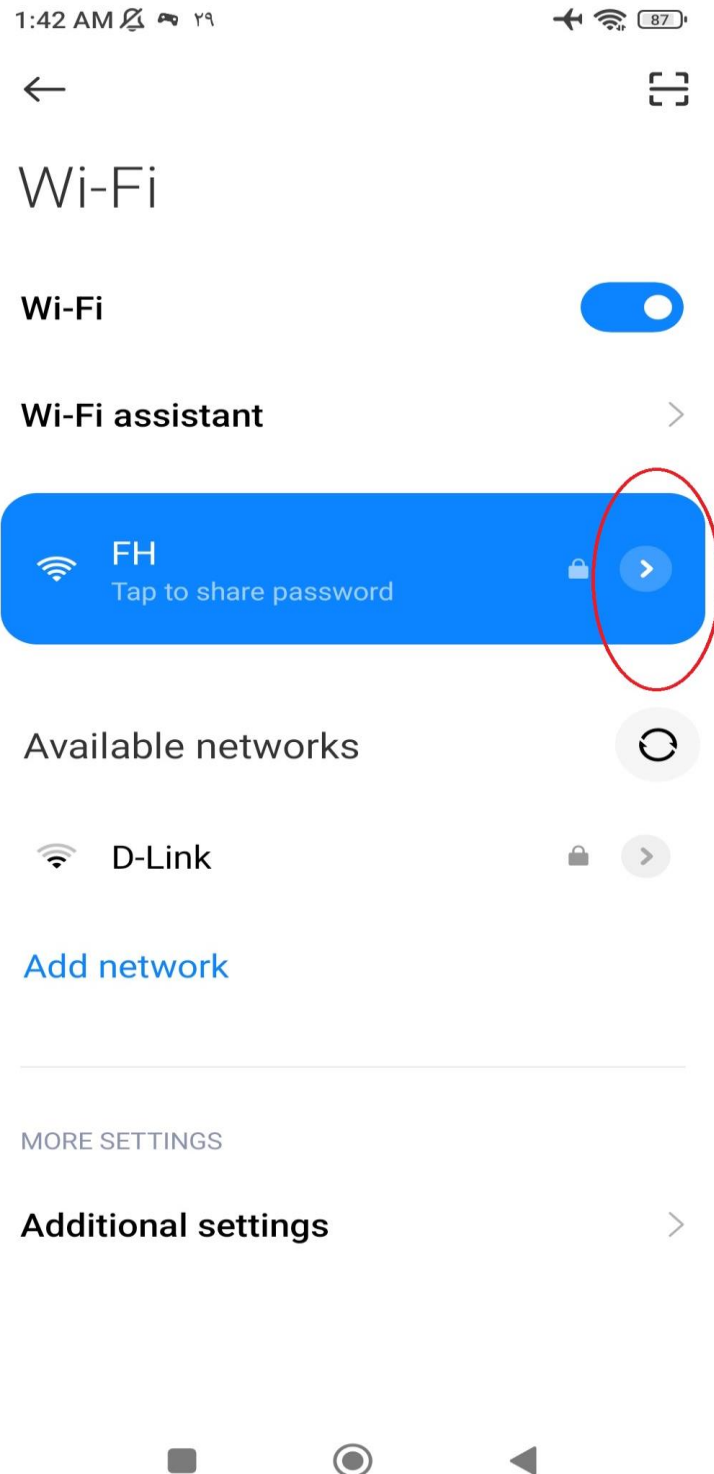 1:42 AM ٢٩ 87
Wi-Fi
Wi-Fi
Wi-Fi assistant
FH
Tap to share password
Available networks
D-Link
Add network
MORE SETTINGS
Additional settings